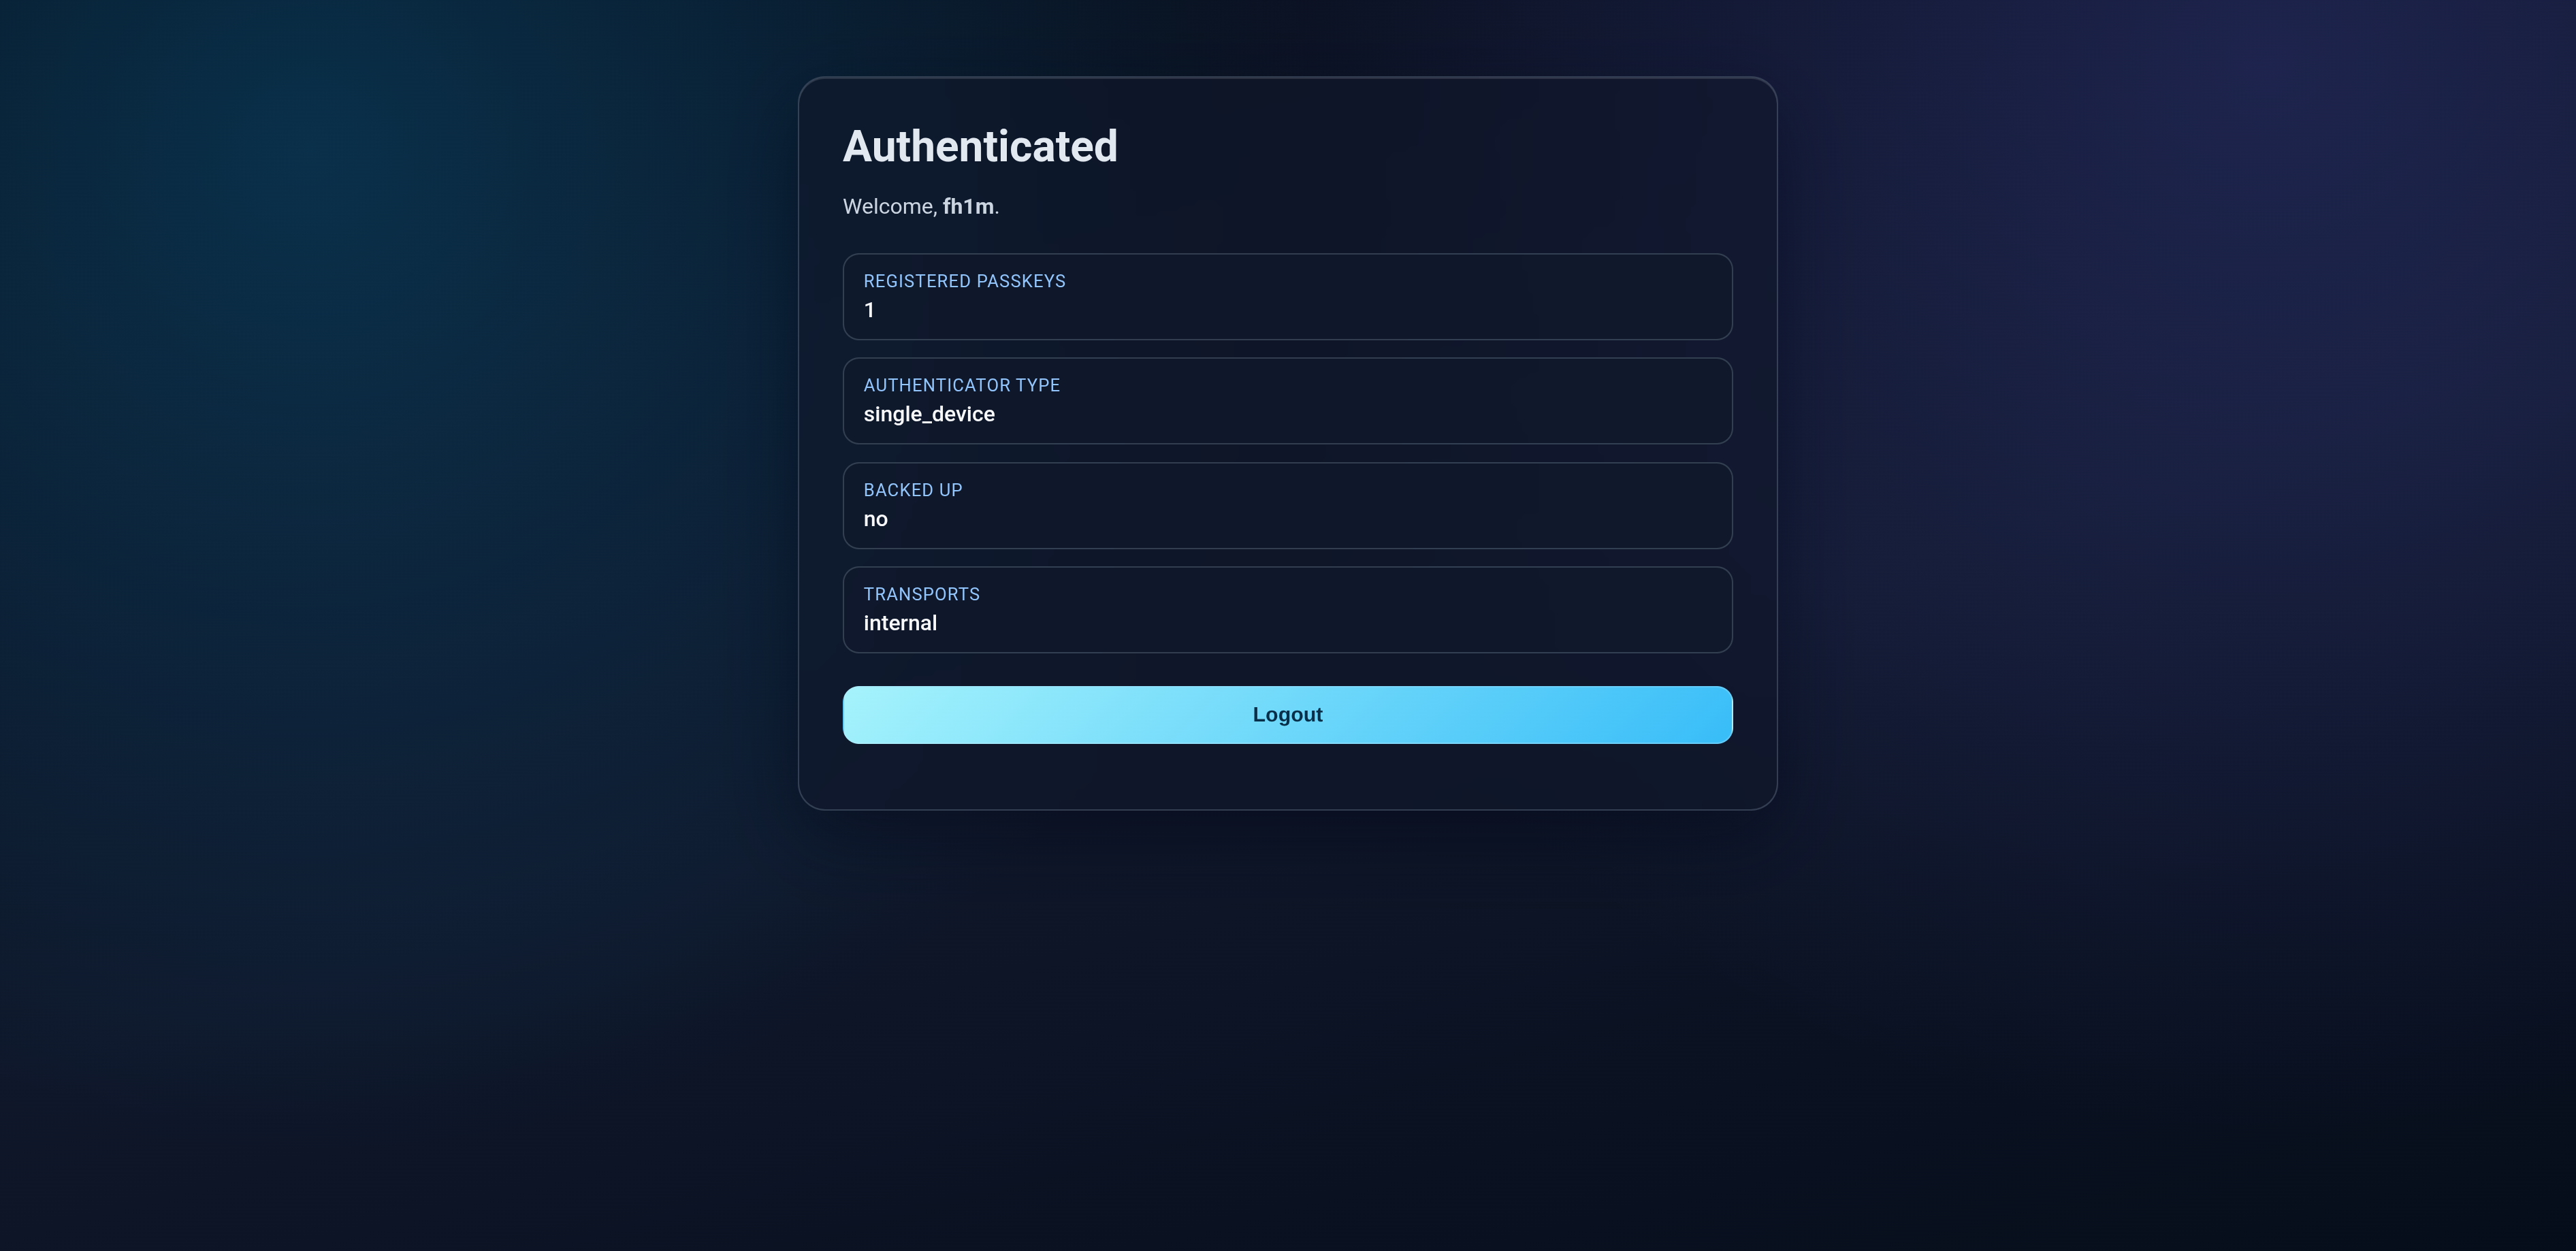 Authenticated
Welcome, fh1m.
REGISTERED PASSKEYS
1
AUTHENTICATOR TYPE
single_device
BACKED UP
no
TRANSPORTS
internal
Logout